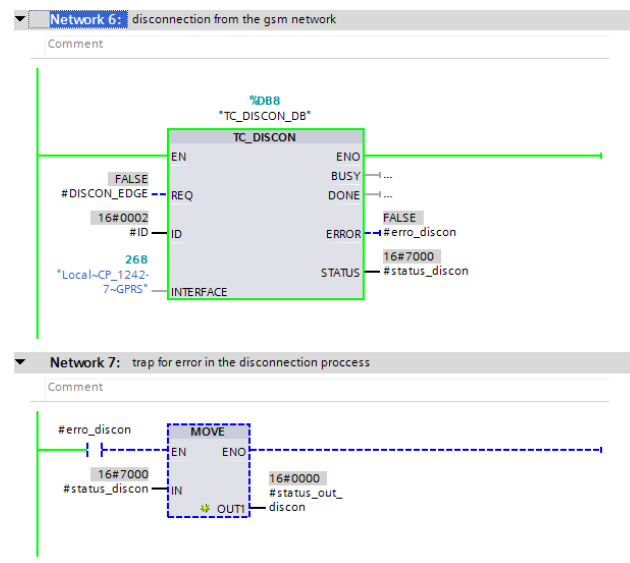 Network 6: disconnection from the gsm network
Comment
%DB8
"TC_DISCON_DB"
TC_DISCON
EN ENO
BUSY ...
FALSE
#DISCON_EDGE REQ DONE ...
16#0002 FALSE
#ID ID ERROR #erro_discon
268 16#7000
"Local~CP_1242- STATUS #status_discon
7~GPRS" INTERFACE
Network 7: trap for error in the disconnection proccess
Comment
#erro_discon MOVE
EN ENO
16#7000 16#0000
#status_discon IN #status_out_
OUT1 discon